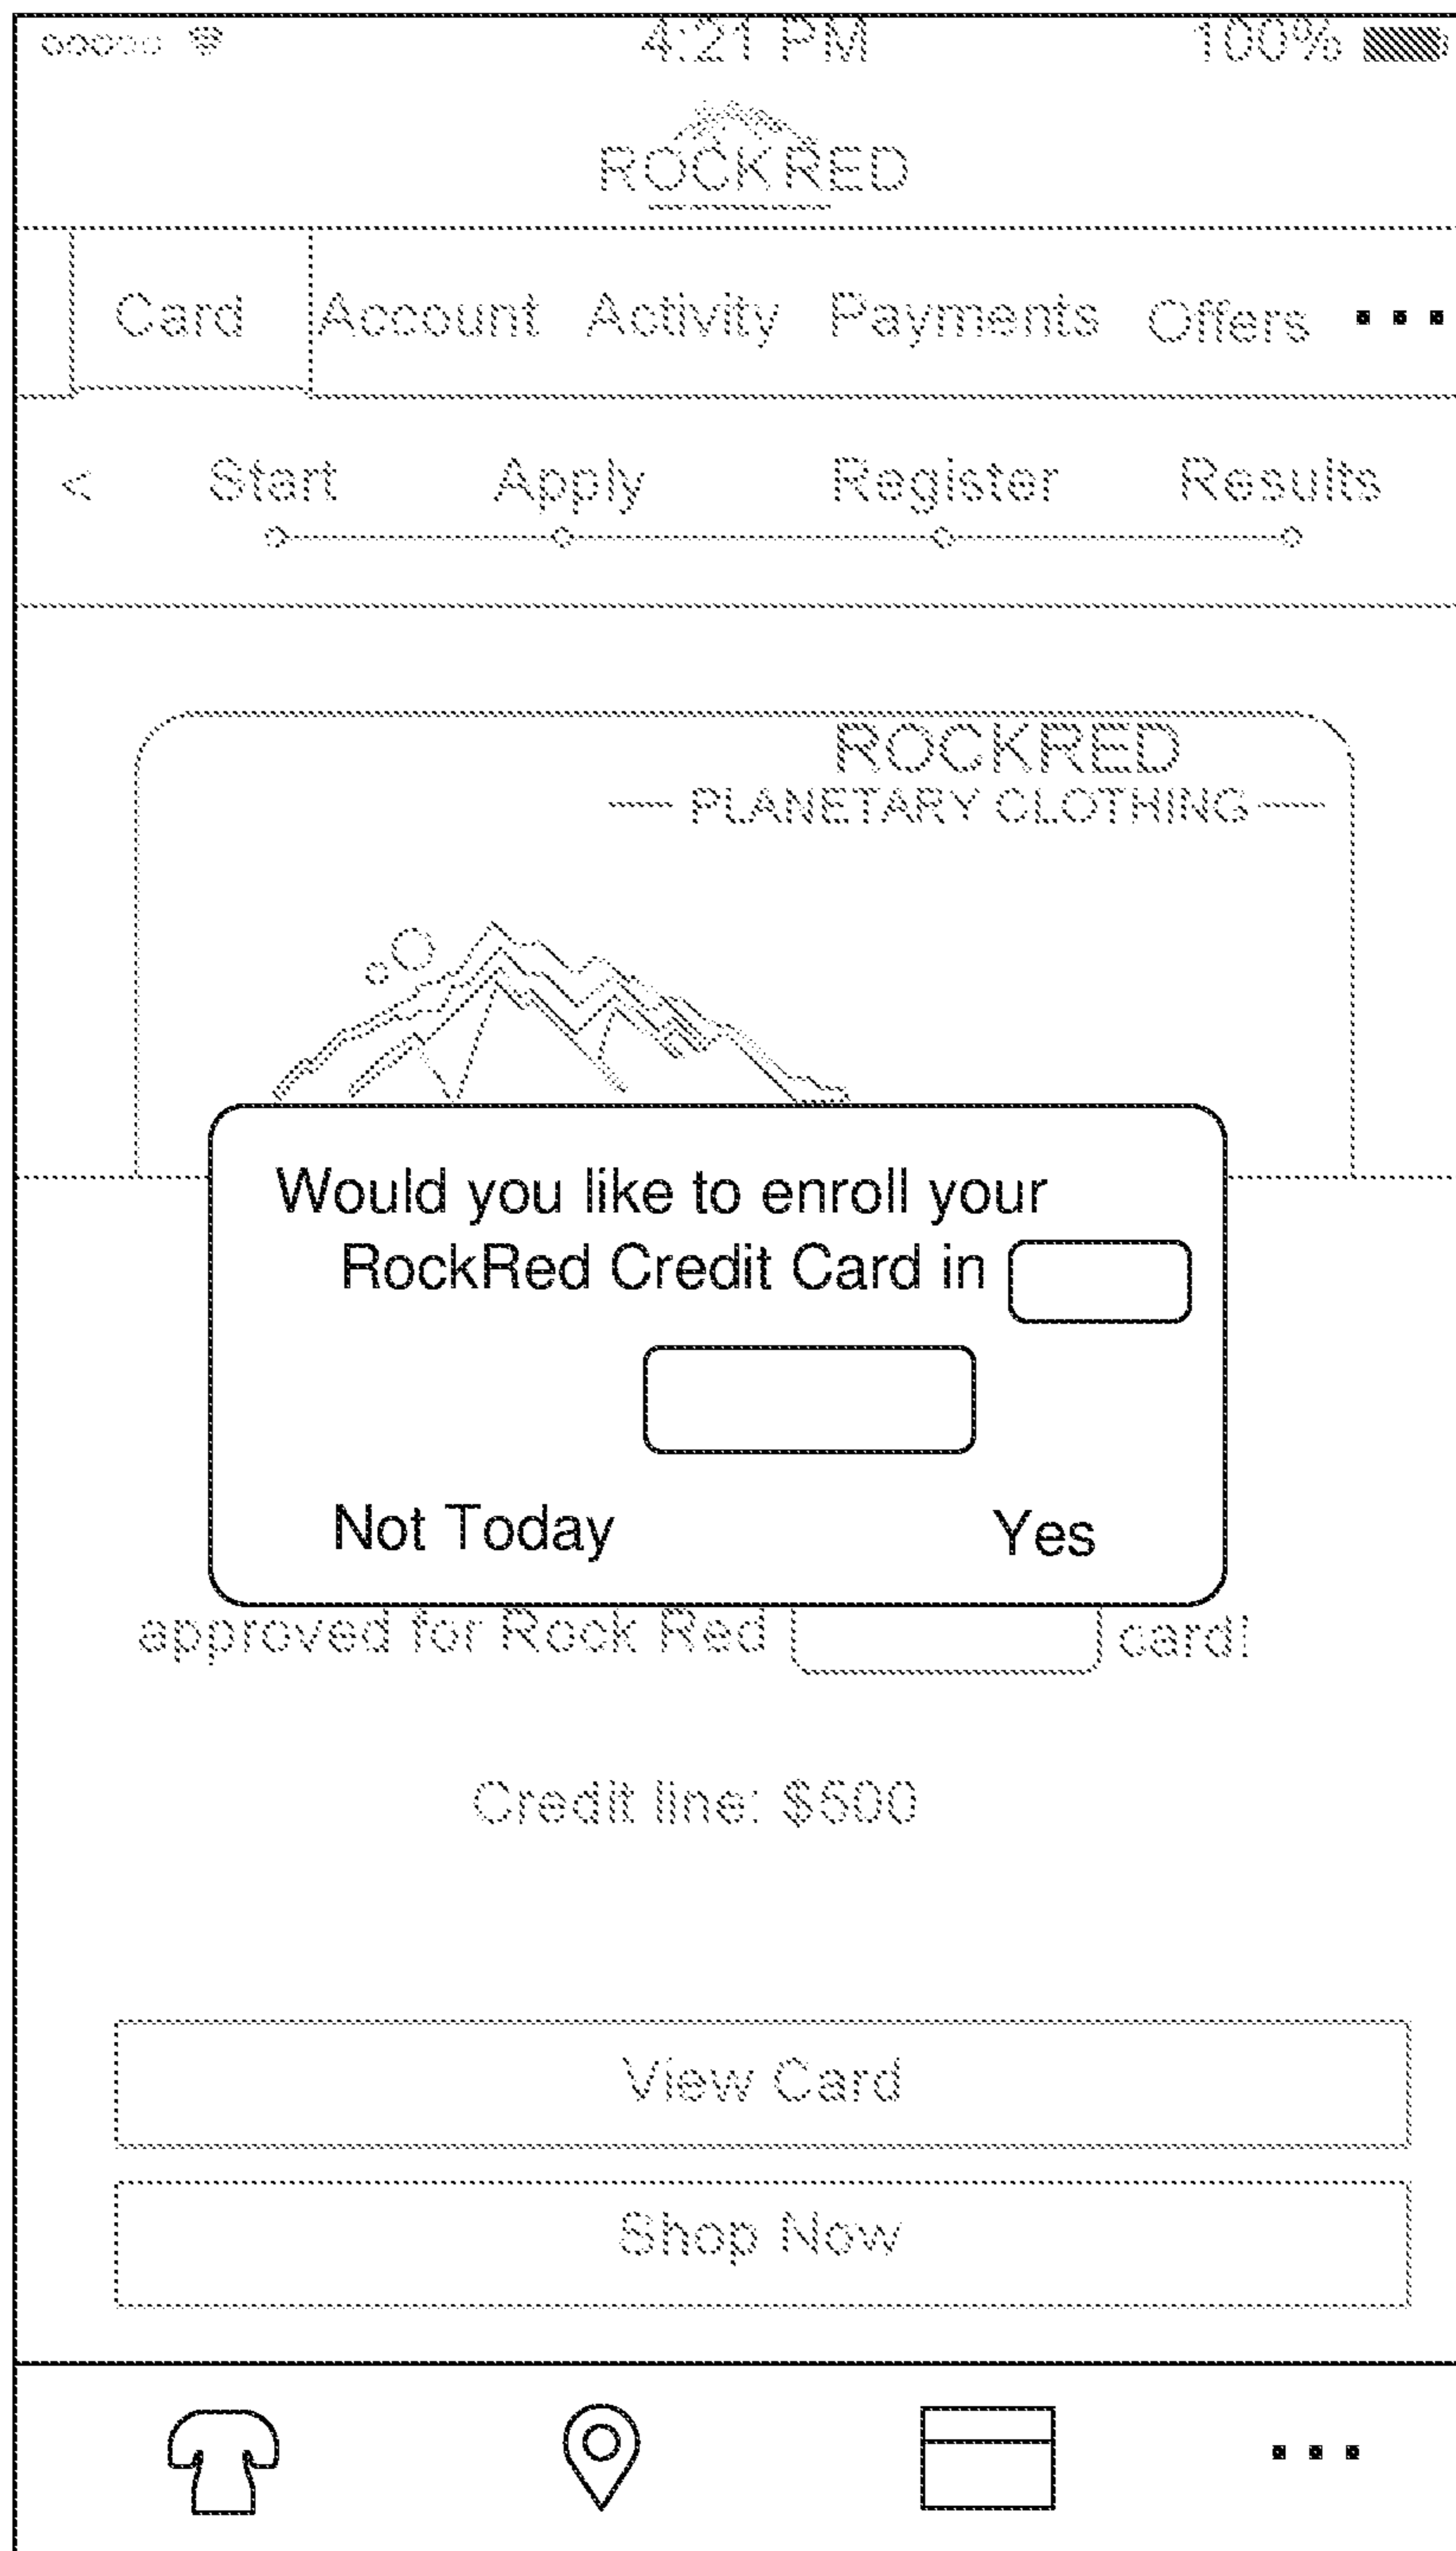 4:21 PM 100%
ROCKRED
Card Account Activity Payments Offers ...
< Start Apply Register Results
ROCKRED
PLANETARY CLOTHING
Would you like to enroll your
RockRed Credit Card in
Not Today Yes
approved for Rock Red card!
Credit line: $500
View Card
Shop Now
...